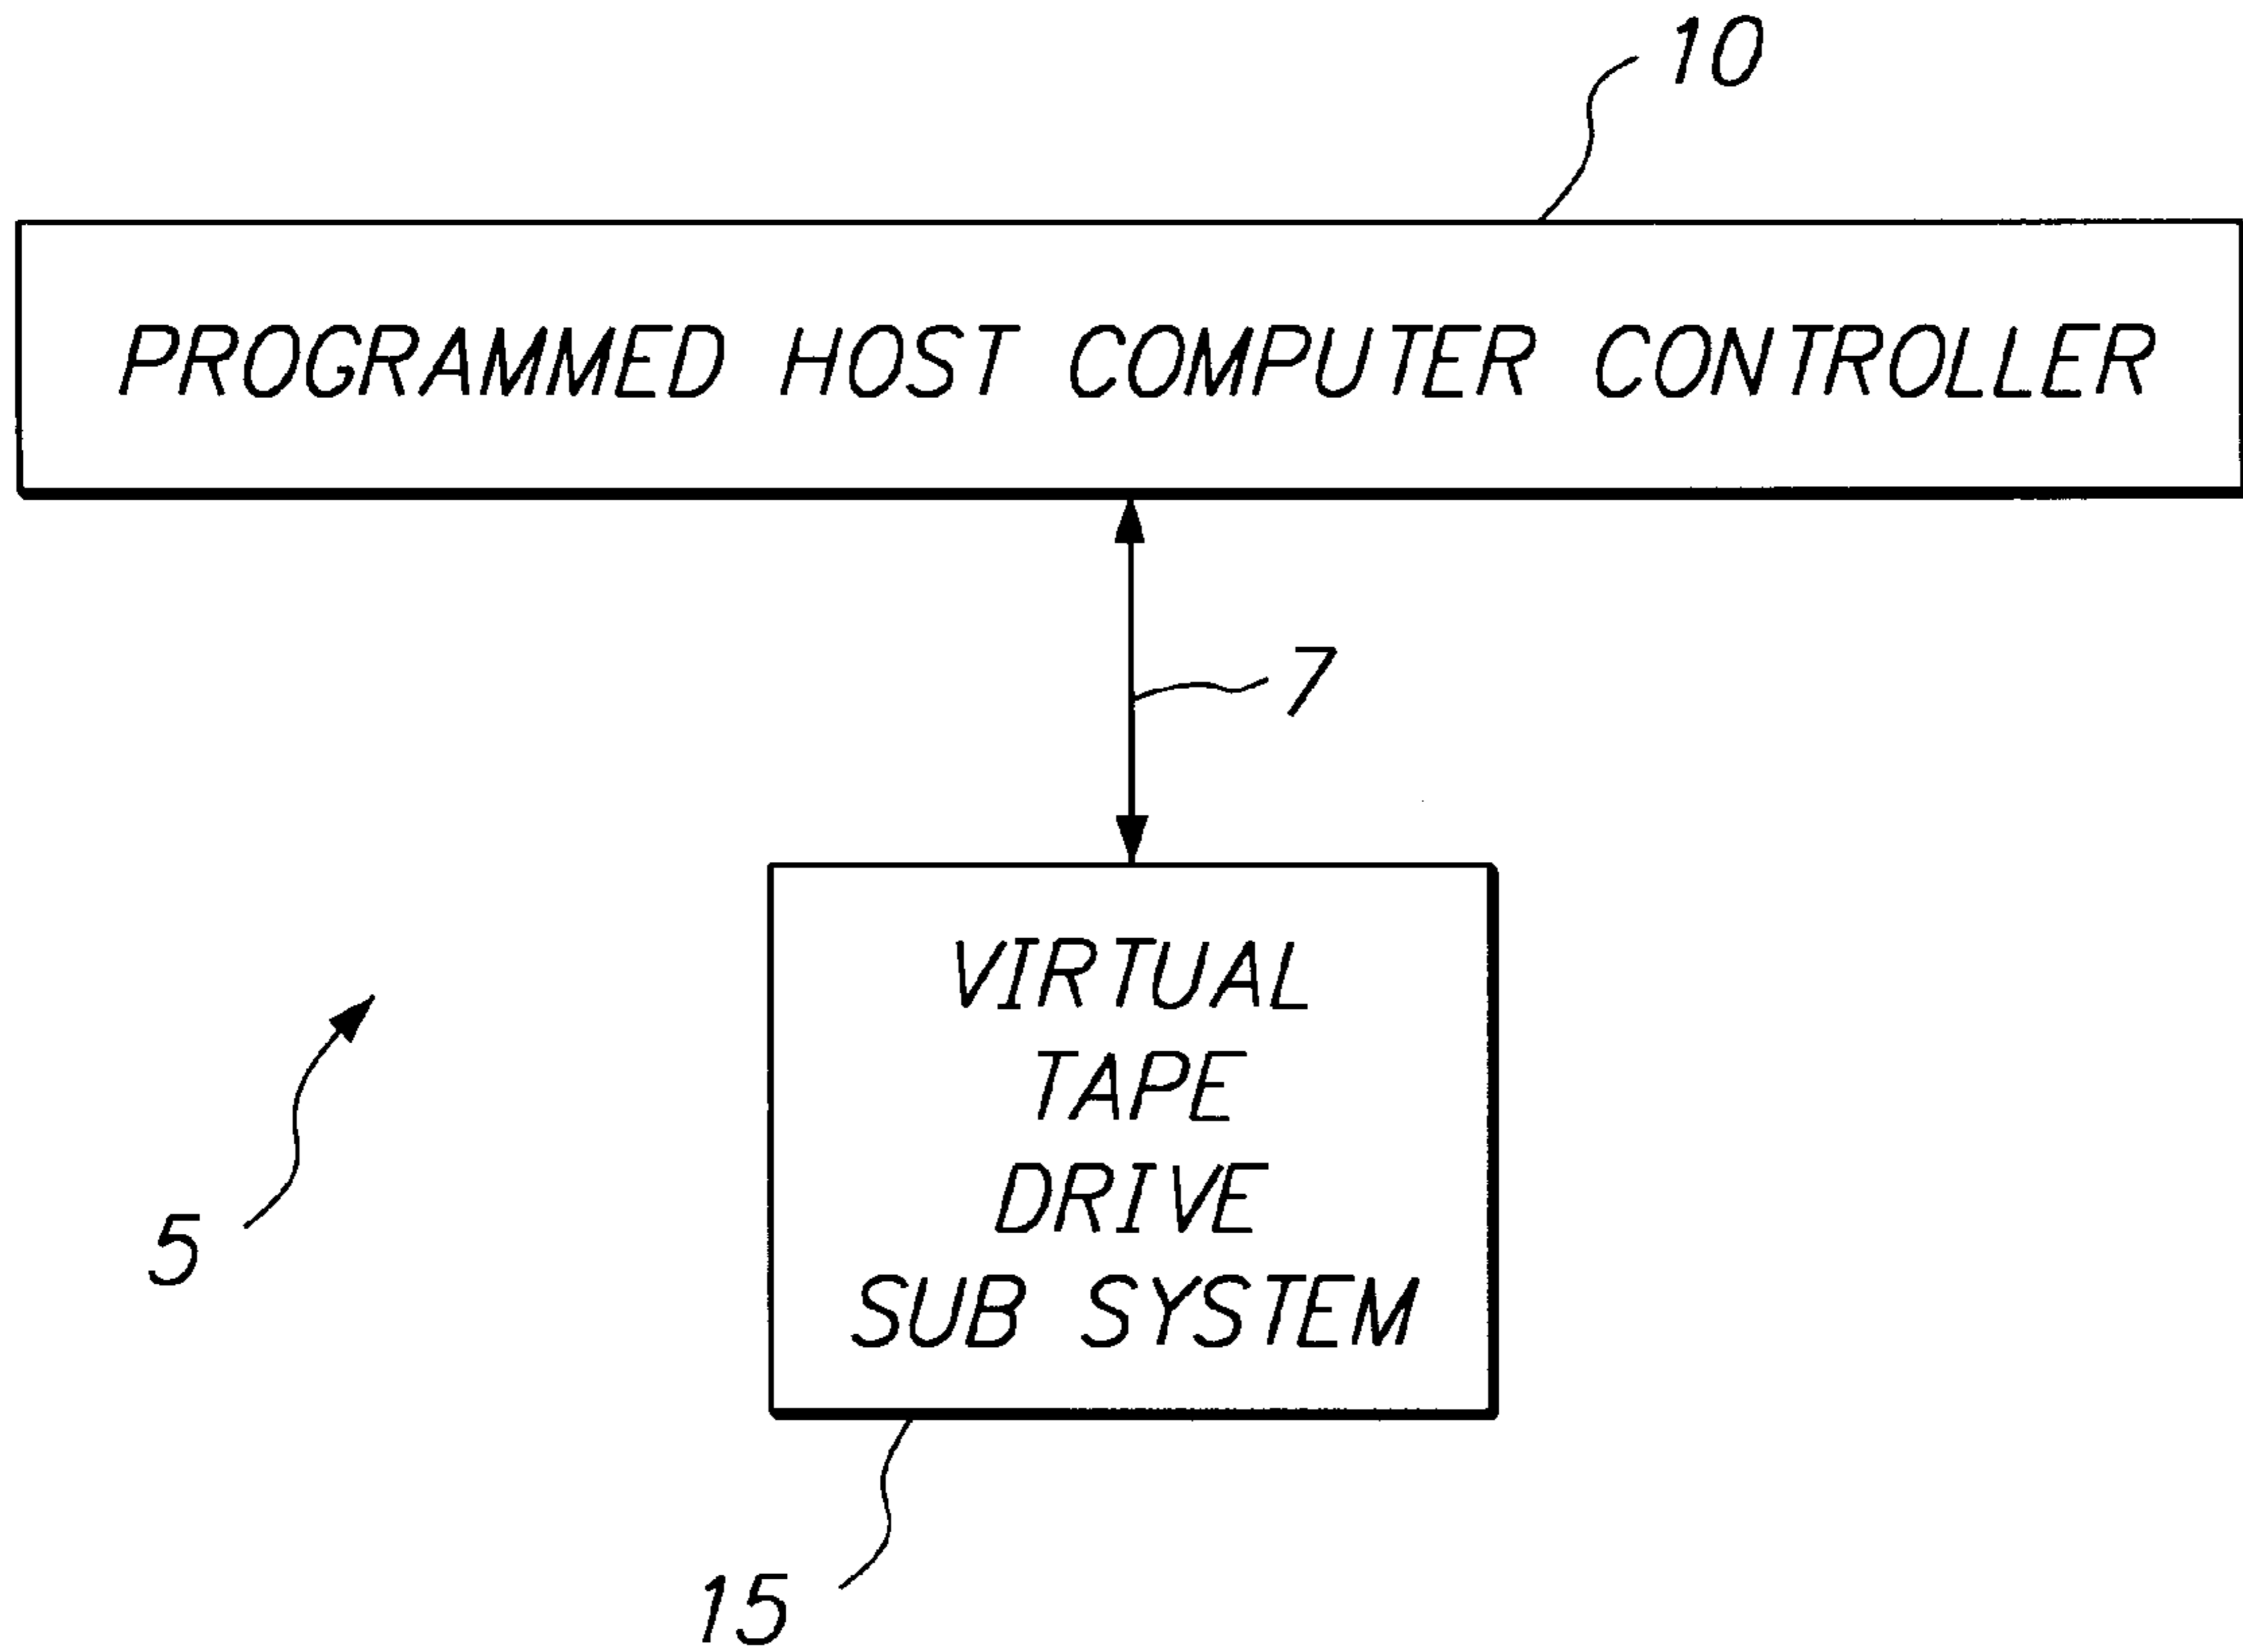 10
PROGRAMMED HOST COMPUTER CONTROLLER
7
VIRTUAL
TAPE
DRIVE
SUB SYSTEM
5
15